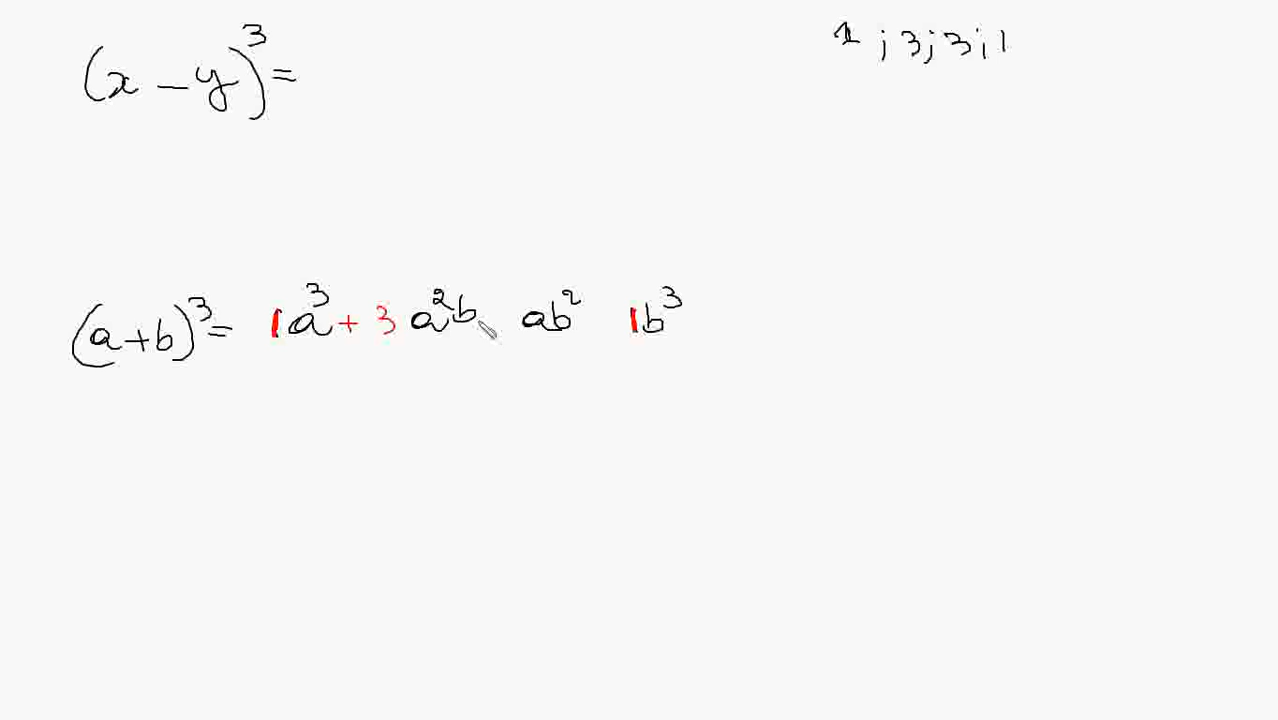 (x - y)³ =
1 ; 3 ; 3 ; 1
(a+b)³ = 1a³ + 3 a²b ab² 1b³